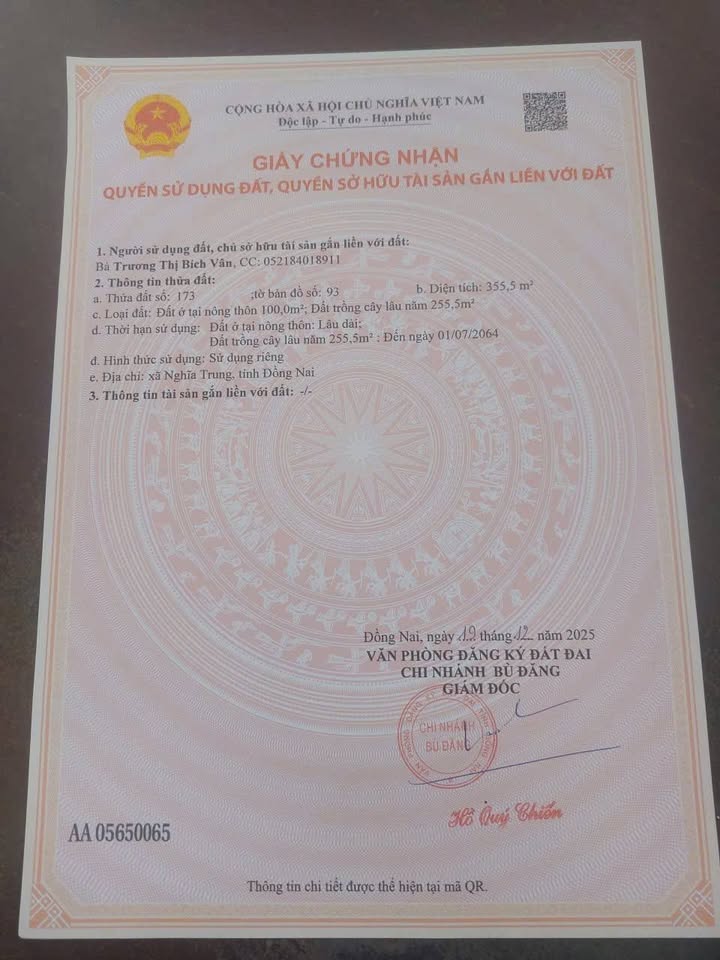 CỘNG HÒA XÃ HỘI CHỦ NGHĨA VIỆT NAM
Độc lập - Tự do - Hạnh phúc
GIẤY CHỨNG NHẬN
QUYỀN SỬ DỤNG ĐẤT, QUYỀN SỞ HỮU TÀI SẢN GẮN LIỀN VỚI ĐẤT
1. Người sử dụng đất, chủ sở hữu tài sản gắn liền với đất:
Bà Trương Thị Bích Vân, CC: 052184018911
2. Thông tin thửa đất:
a. Thửa đất số: 173 ;tờ bản đồ số: 93 b. Diện tích: 355,5 m²
c. Loại đất: Đất ở tại nông thôn 100,0m²; Đất trồng cây lâu năm 255,5m²
d. Thời hạn sử dụng: Đất ở tại nông thôn: Lâu dài;
Đất trồng cây lâu năm 255,5m² : Đến ngày 01/07/2064
đ. Hình thức sử dụng: Sử dụng riêng
e. Địa chỉ: xã Nghĩa Trung, tỉnh Đồng Nai
3. Thông tin tài sản gắn liền với đất: -/-
Đồng Nai, ngày 19 tháng 12 năm 2025
VĂN PHÒNG ĐĂNG KÝ ĐẤT ĐAI
CHI NHÁNH BÙ ĐĂNG
GIÁM ĐỐC
CHI NHÁNH
BÙ ĐĂNG
Hồ Quý Chiến
AA 05650065
Thông tin chi tiết được thể hiện tại mã QR.